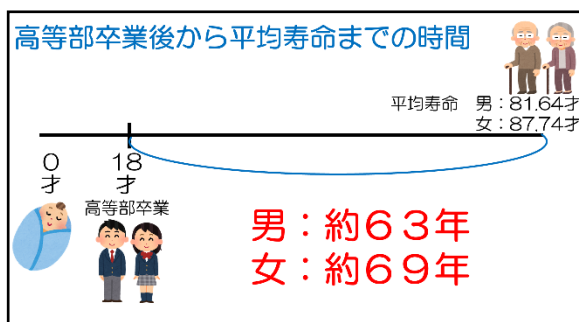 高等部卒業後から平均寿命までの時間
平均寿命　男：81.64才
女：87.74才
0
才
18
才
高等部卒業
男：約６３年
女：約６９年